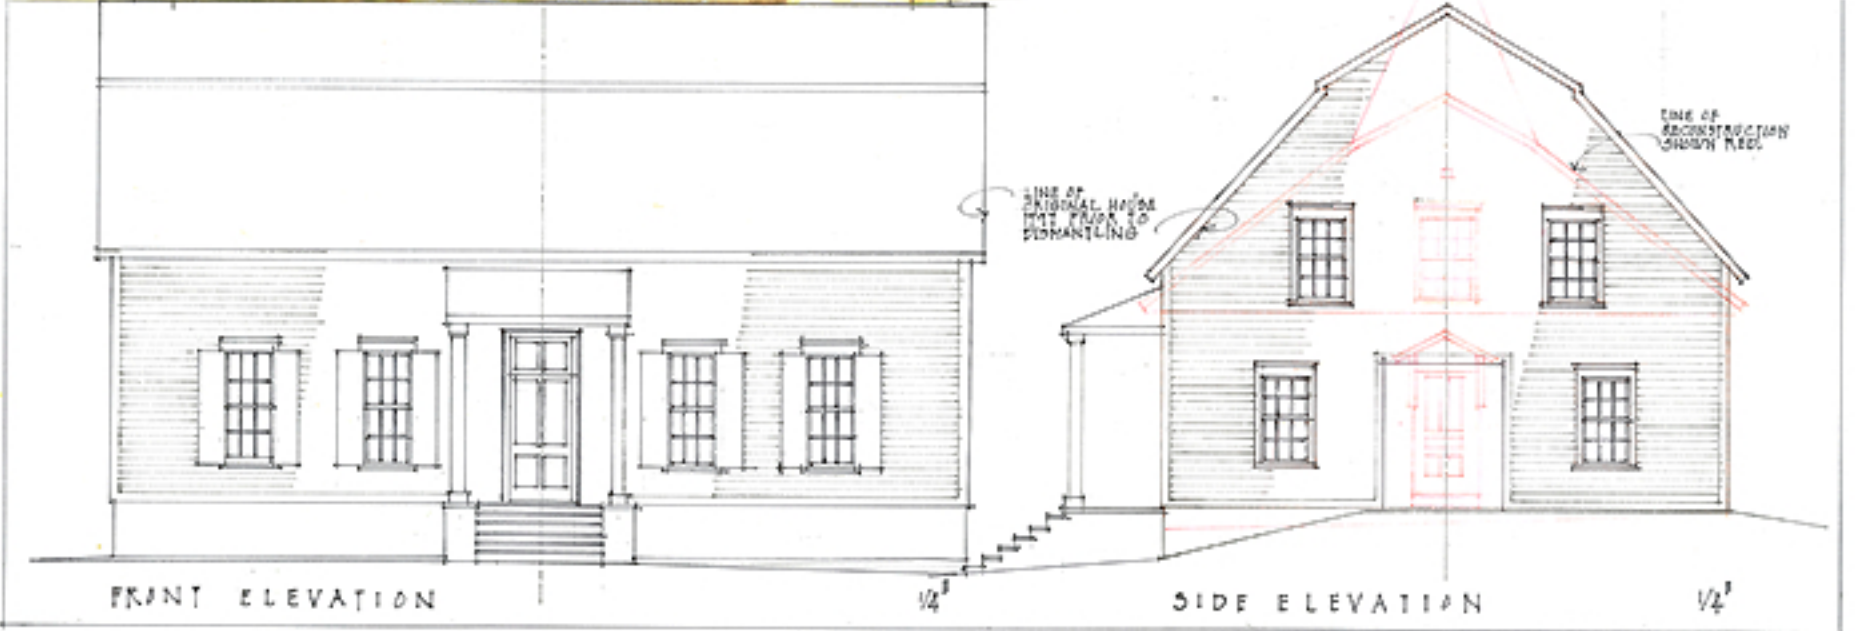 LINE OF
ORIGINAL HOUSE
PRIOR TO
DISMANTLING
LINE OF
RECONSTRUCTION
SHOWN RED
FRONT ELEVATION
1/4"
SIDE ELEVATION
1/4"